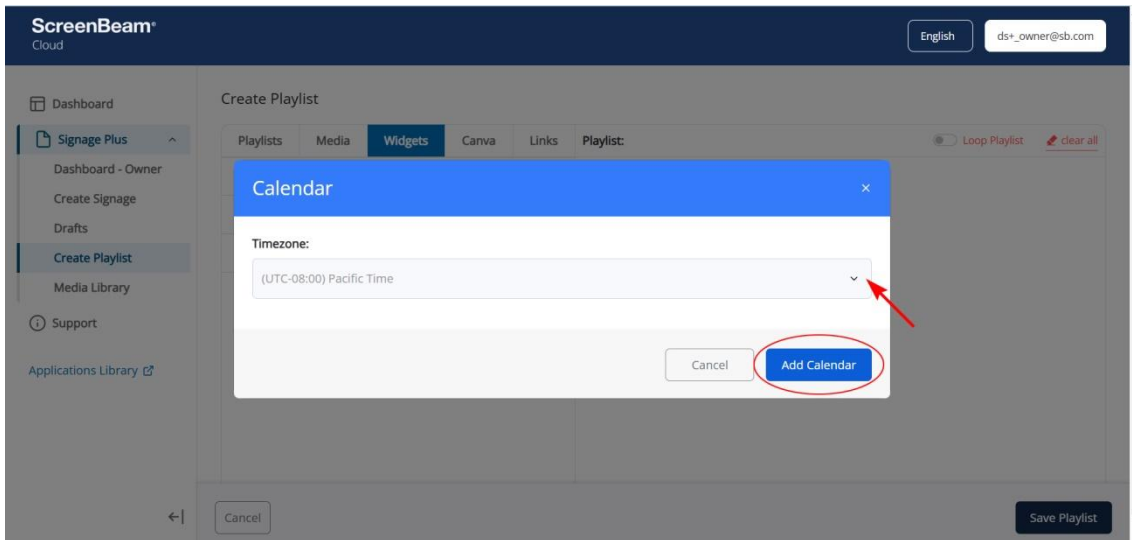 ScreenBeam®
Cloud
English
ds+_owner@sb.com
Dashboard
Signage Plus
Dashboard - Owner
Create Signage
Drafts
Create Playlist
Media Library
Support
Applications Library
Create Playlist
Playlists Media Widgets Canva Links Playlist: Loop Playlist clear all
Calendar
Timezone:
(UTC-08:00) Pacific Time
Cancel Add Calendar
Cancel Save Playlist